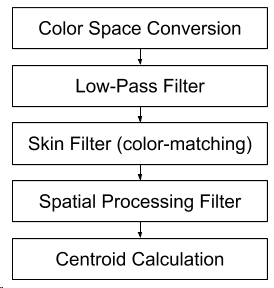 Color Space Conversion
Low-Pass Filter
Skin Filter (color-matching)
Spatial Processing Filter
Centroid Calculation